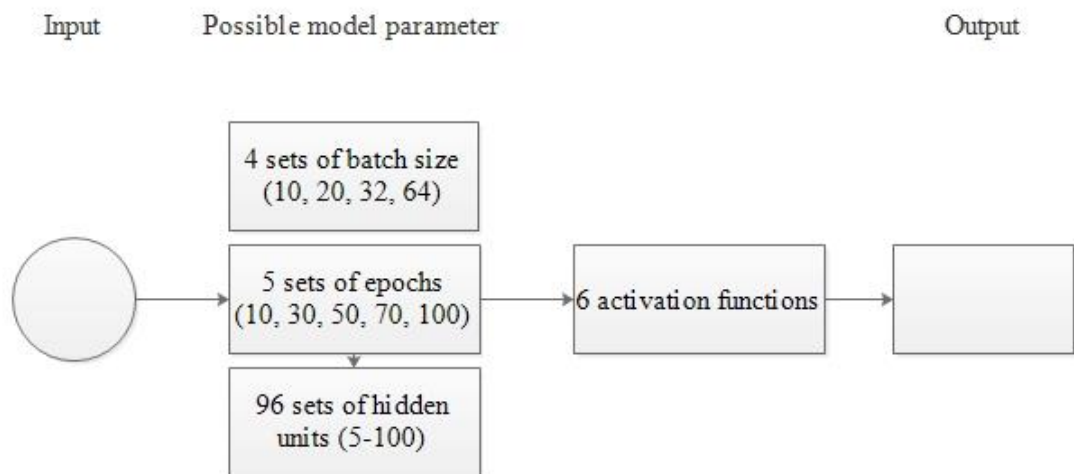 Input
Possible model parameter
Output
4 sets of batch size
(10, 20, 32, 64)
5 sets of epochs
(10, 30, 50, 70, 100)
6 activation functions
96 sets of hidden
units (5-100)